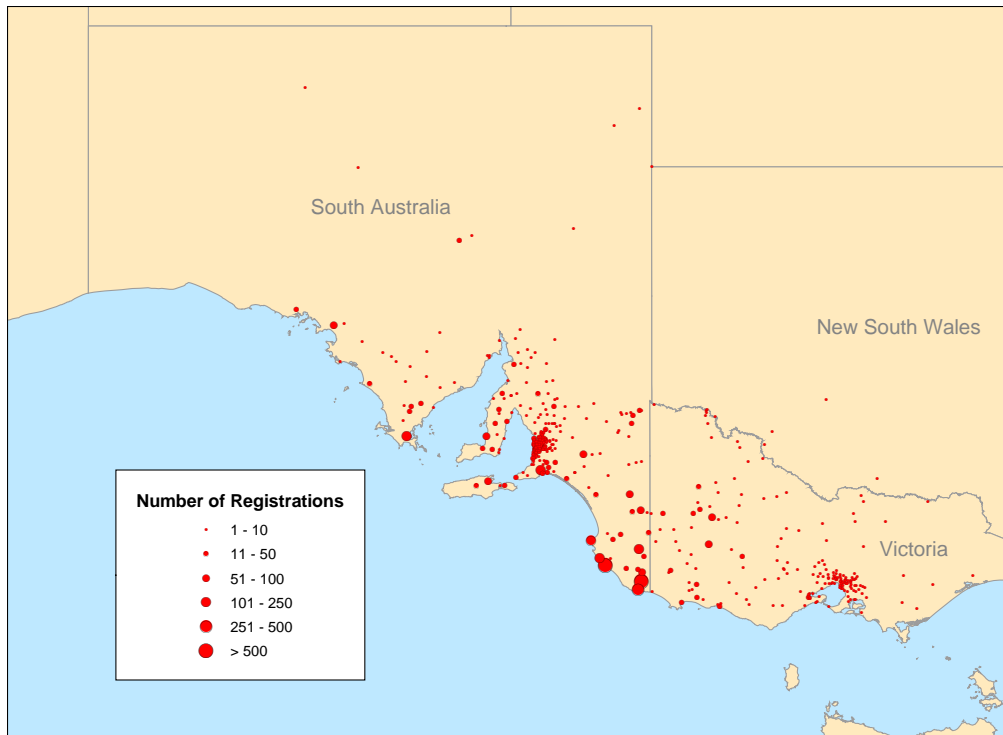 South Australia
New South Wales
Victoria
Number of Registrations
1 - 10
11 - 50
51 - 100
101 - 250
251 - 500
> 500